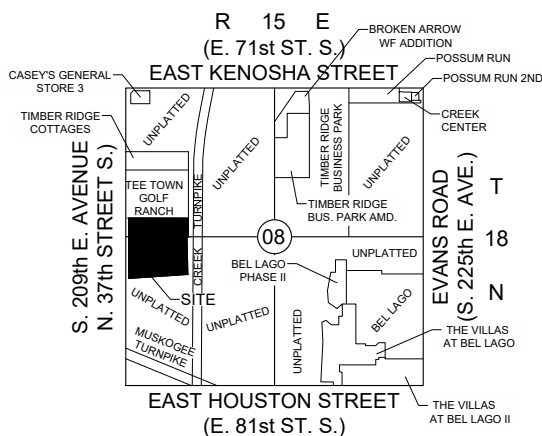 R 15 E
(E. 71st ST. S.)
EAST KENOSHA STREET
BROKEN ARROW
WF ADDITION
POSSUM RUN
POSSUM RUN 2ND
CREEK
CENTER
CASEY'S GENERAL
STORE 3
TIMBER RIDGE
COTTAGES
UNPLATTED
UNPLATTED
UNPLATTED
TIMBER RIDGE
BUSINESS PARK
TEE TOWN
GOLF
RANCH
CREEK TURNPIKE
TIMBER RIDGE
BUS. PARK AMD.
S. 209th E. AVENUE
N. 37th STREET S.)
EVANS ROAD
(S. 225th E. AVE.)
T
18
N
08
UNPLATTED
BEL LAGO
PHASE II
SITE
UNPLATTED
UNPLATTED
UNPLATTED
BEL LAGO
MUSKOGEE
TURNPIKE
THE VILLAS
AT BEL LAGO
THE VILLAS
AT BEL LAGO II
EAST HOUSTON STREET
(E. 81st ST. S.)